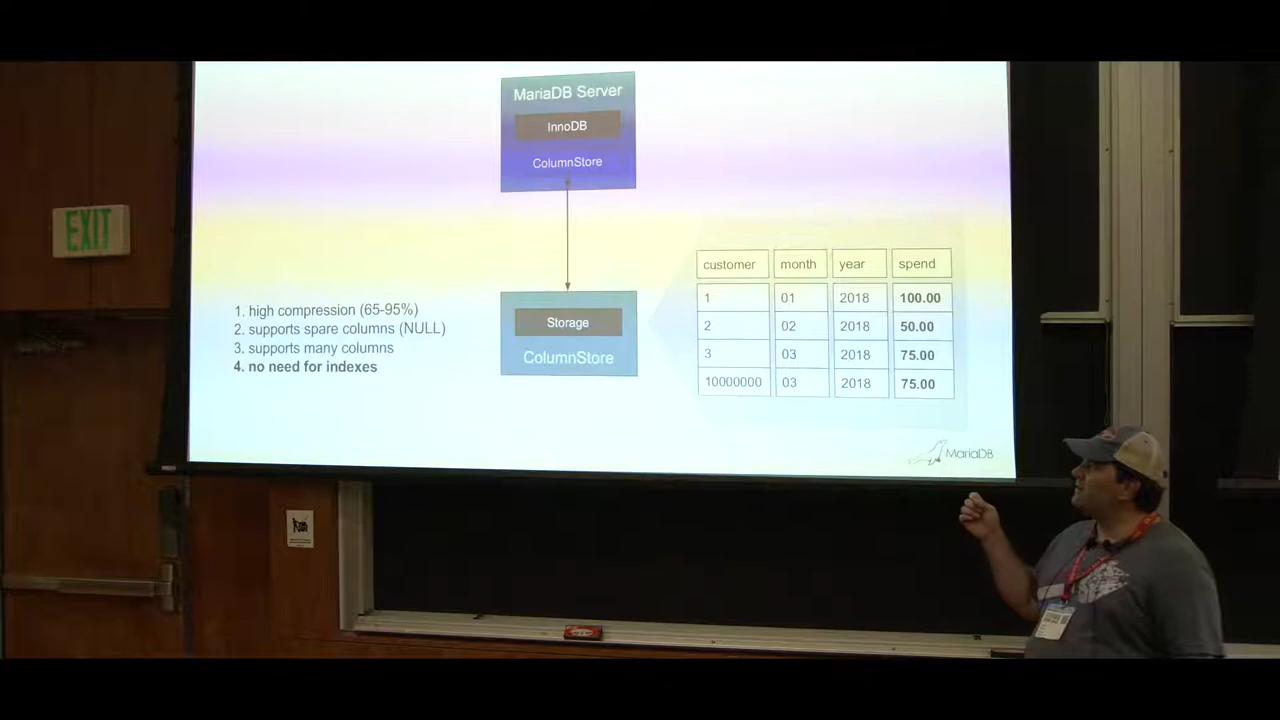 MariaDB Server
InnoDB
ColumnStore
EXIT
1. high compression (65-95%)
2. supports spare columns (NULL)
3. supports many columns
4. no need for indexes
Storage
ColumnStore
customer month year spend
1 01 2018 100.00
2 02 2018 50.00
3 03 2018 75.00
10000000 03 2018 75.00
MariaDB